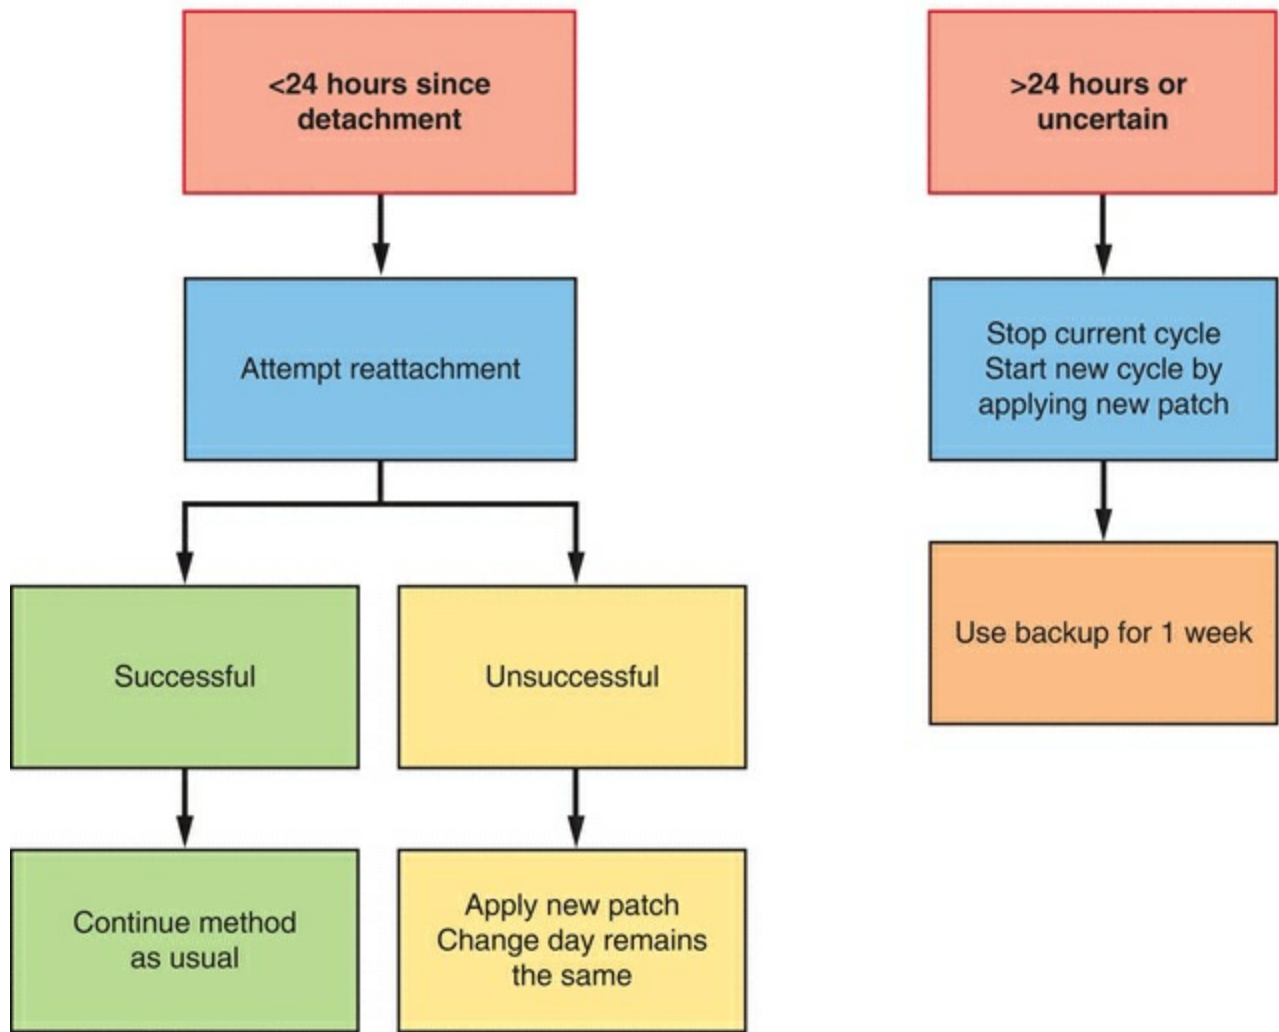 <24 hours since
detachment
>24 hours or
uncertain
Attempt reattachment
Stop current cycle
Start new cycle by
applying new patch
Successful
Unsuccessful
Use backup for 1 week
Continue method
as usual
Apply new patch
Change day remains
the same